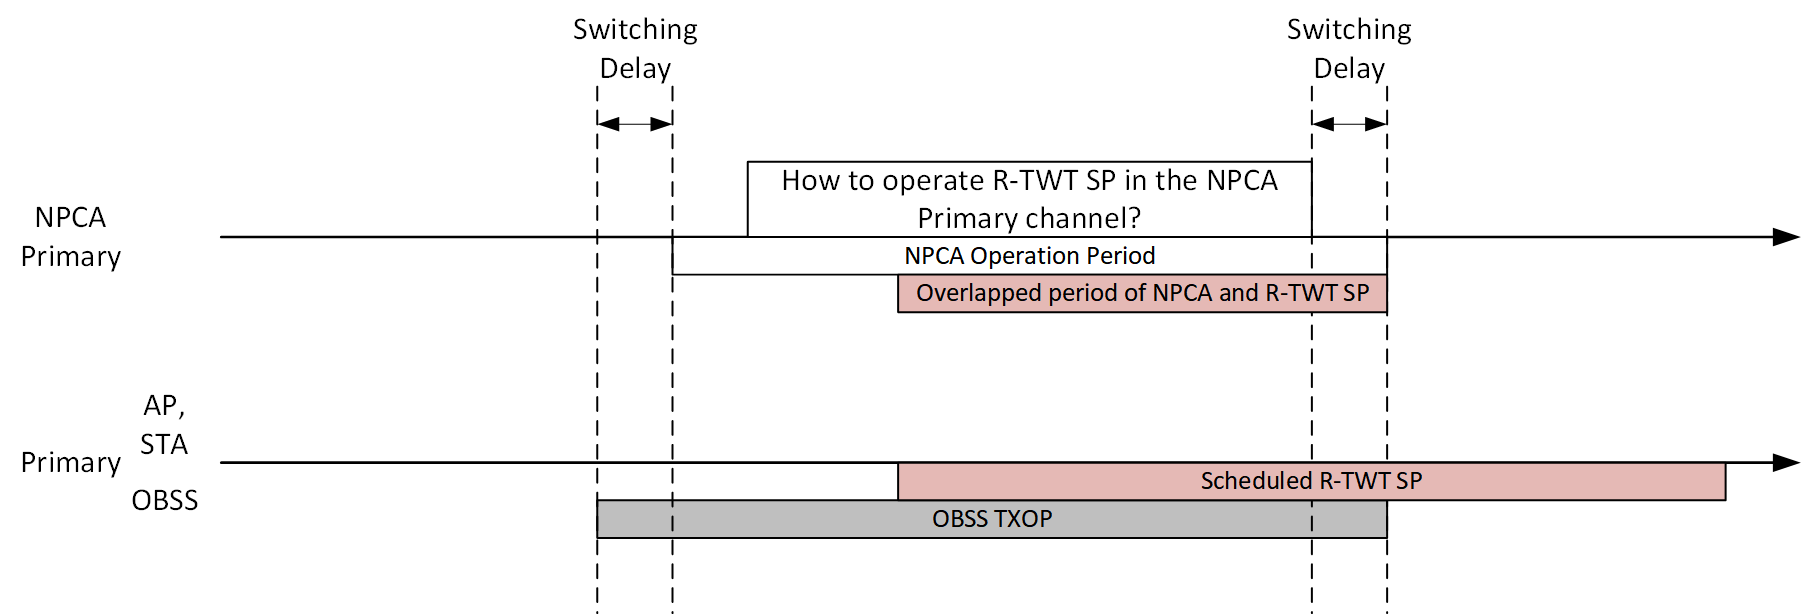 Switching
Delay
Switching
Delay
How to operate R-TWT SP in the NPCA
Primary channel?
NPCA
Primary
NPCA Operation Period
Overlapped period of NPCA and R-TWT SP
AP,
STA
Primary
Scheduled R-TWT SP
OBSS
OBSS TXOP